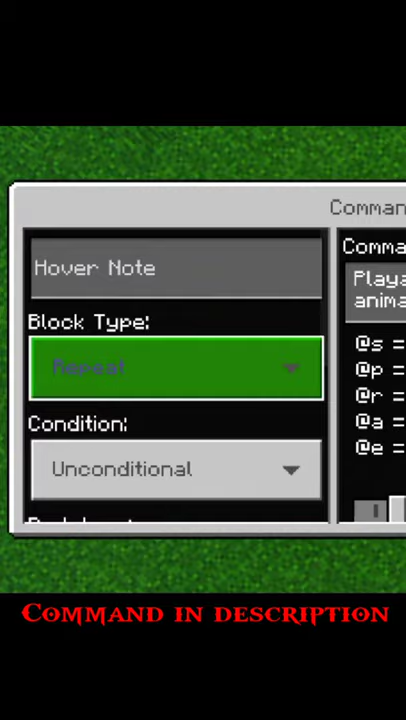 Comman
Hover Note
Block Type:
Repeat
Condition:
Unconditional
Comma
Playa
anima
@s =
@p =
@r =
@a =
@e =
COMMAND IN DESCRIPTION